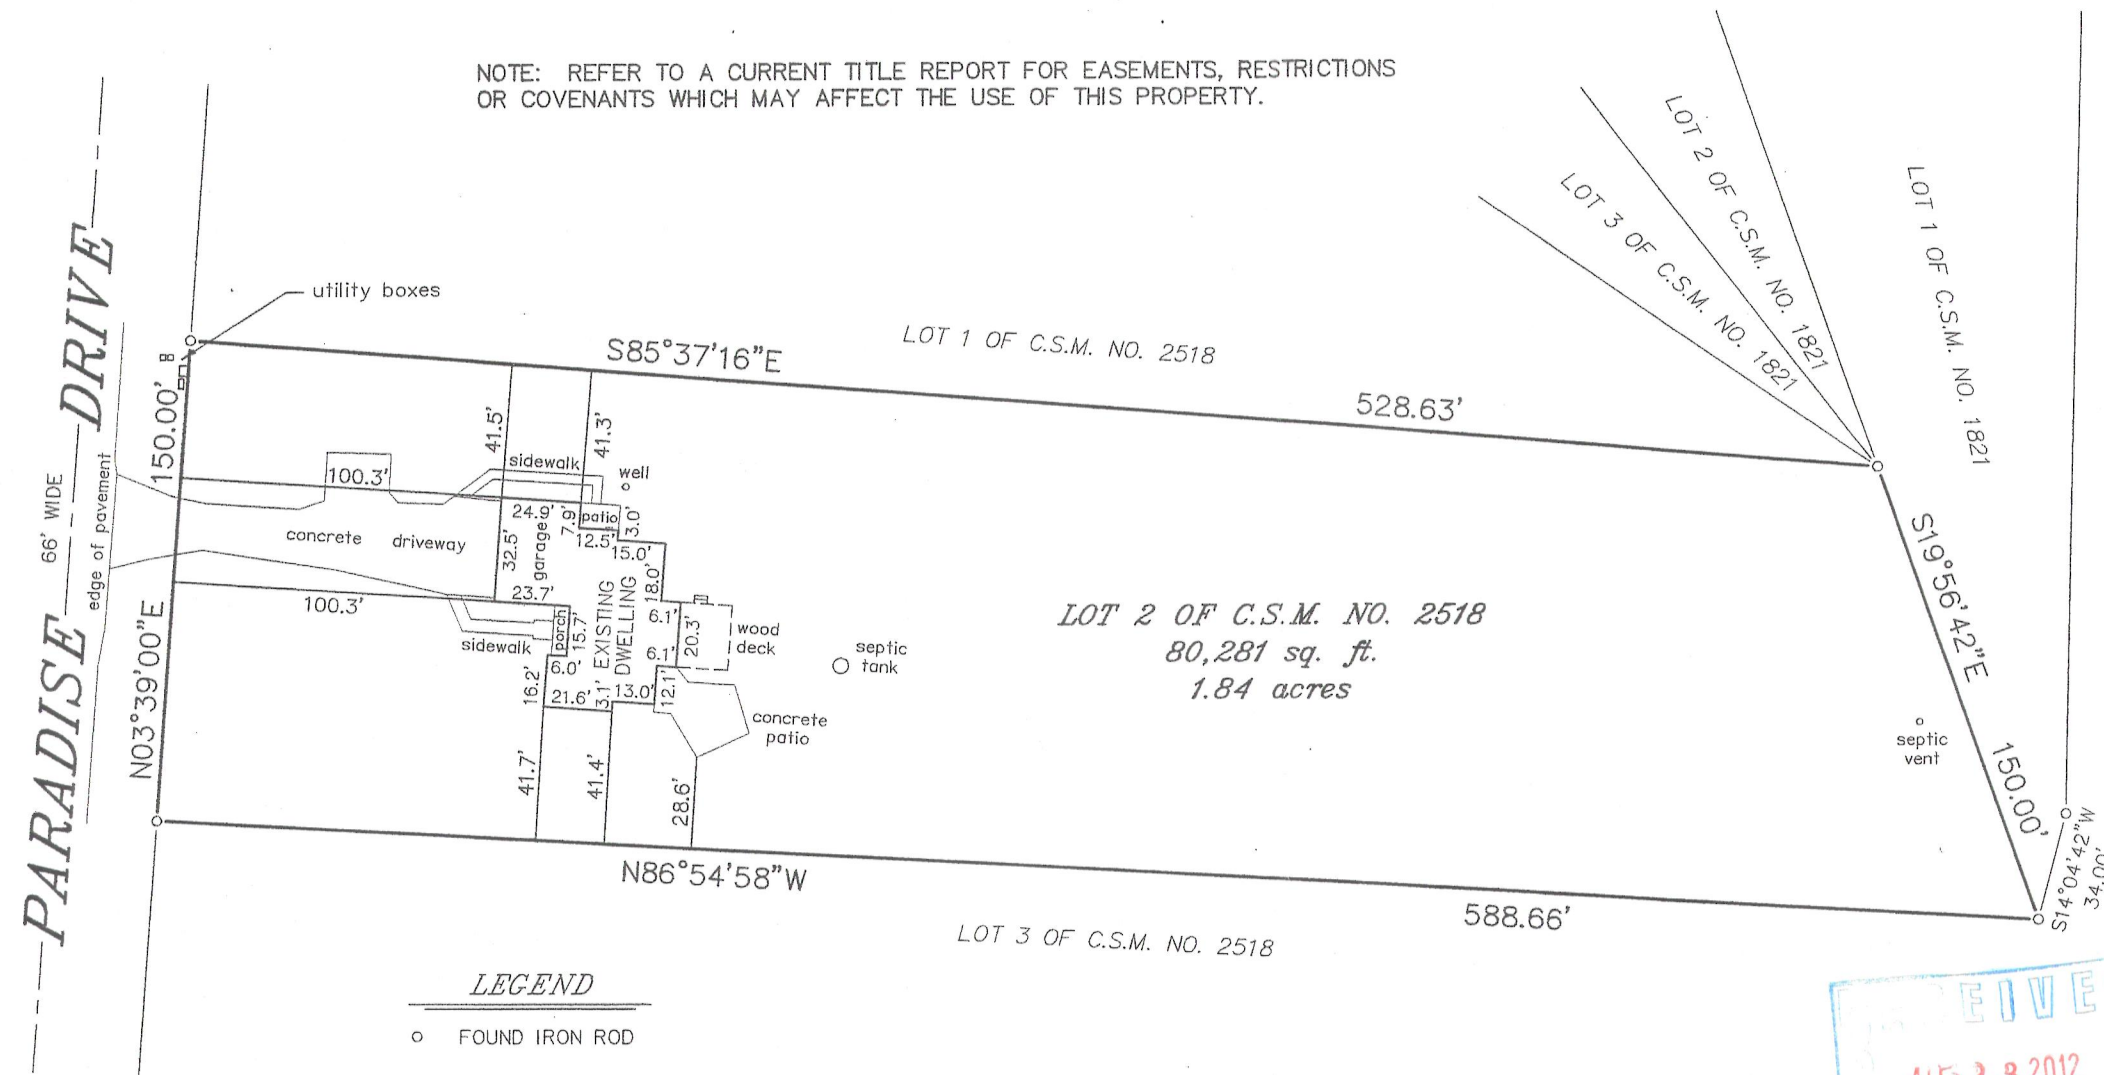 NOTE: REFER TO A CURRENT TITLE REPORT FOR EASEMENTS, RESTRICTIONS
OR COVENANTS WHICH MAY AFFECT THE USE OF THIS PROPERTY.
LOT 1 OF C.S.M. NO. 1821
LOT 2 OF C.S.M. NO. 1821
LOT 3 OF C.S.M. NO. 1821
utility boxes
PARADISE DRIVE
66' WIDE
edge of pavement
N03°39'00"E
150.00'
S85°37'16"E
528.63'
LOT 1 OF C.S.M. NO. 2518
41.5'
41.3'
sidewalk
well
100.3'
24.9'
7.9'
patio
3.0'
12.5'
15.0'
concrete driveway
32.5'
garage
18.0'
23.7'
100.3'
EXISTING
DWELLING
porch
15.7'
6.1'
20.3'
6.1'
wood
deck
sidewalk
6.0'
16.2'
21.6'
3.1'
13.0'
12.1'
septic
tank
concrete
patio
41.7'
41.4'
28.6'
LOT 2 OF C.S.M. NO. 2518
80,281 sq. ft.
1.84 acres
S19°56'42"E
150.00'
septic
vent
S14°04'42"W
34.00'
N86°54'58"W
588.66'
LOT 3 OF C.S.M. NO. 2518
LEGEND
FOUND IRON ROD
EIVE
2012